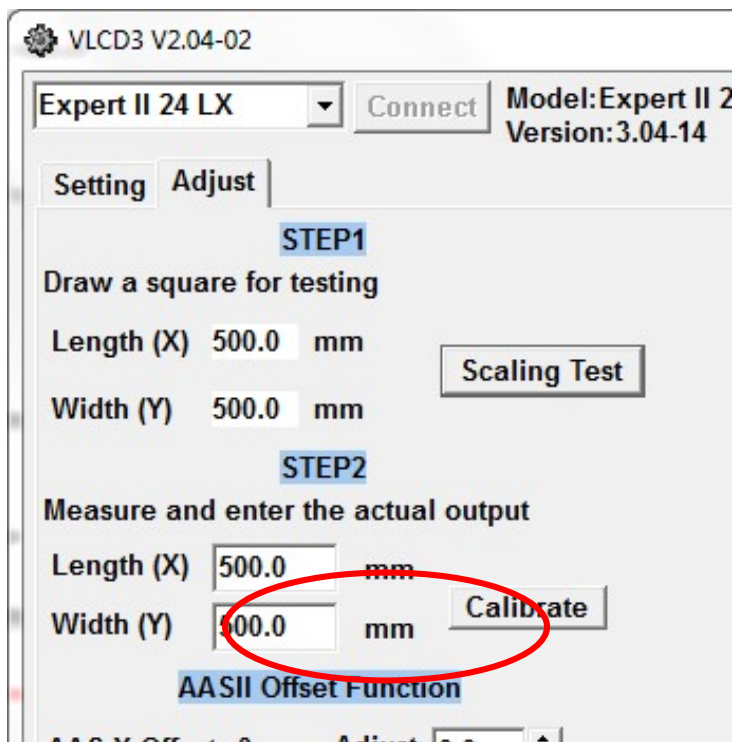 VLCD3 V2.04-02
Expert II 24 LX Connect Model:Expert II 2
Version:3.04-14
Setting Adjust
STEP1
Draw a square for testing
Length (X) 500.0 mm
Scaling Test
Width (Y) 500.0 mm
STEP2
Measure and enter the actual output
Length (X) 500.0 mm
Width (Y) 500.0 mm Calibrate
AASII Offset Function
Adjust